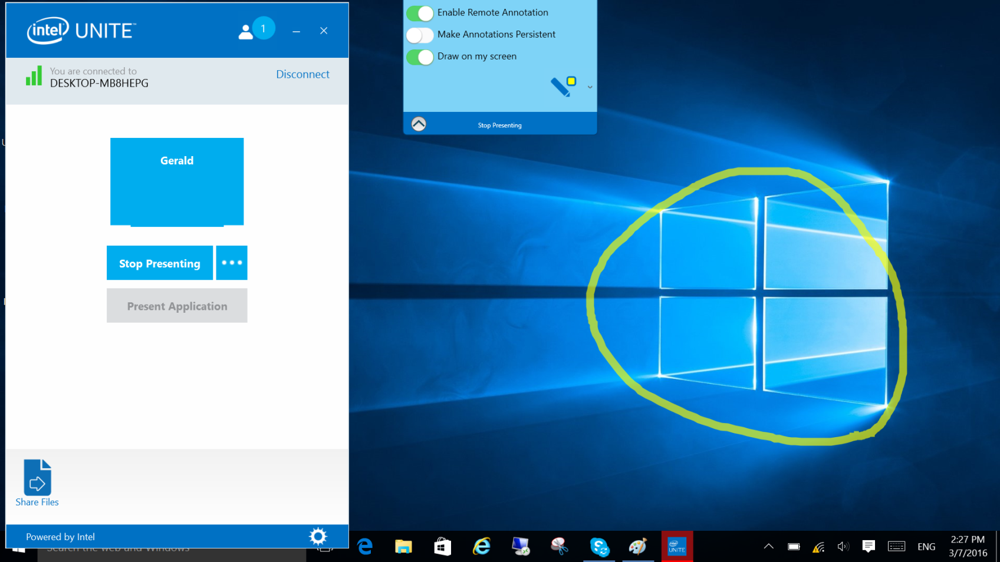 intel UNITE™
1
You are connected to
DESKTOP-MB8HEPG
Disconnect
Gerald
Stop Presenting
Present Application
Share Files
Powered by Intel
Enable Remote Annotation
Make Annotations Persistent
Draw on my screen
Stop Presenting
Search the web and Windows
intel
UNITE
ENG
2:27 PM
3/7/2016